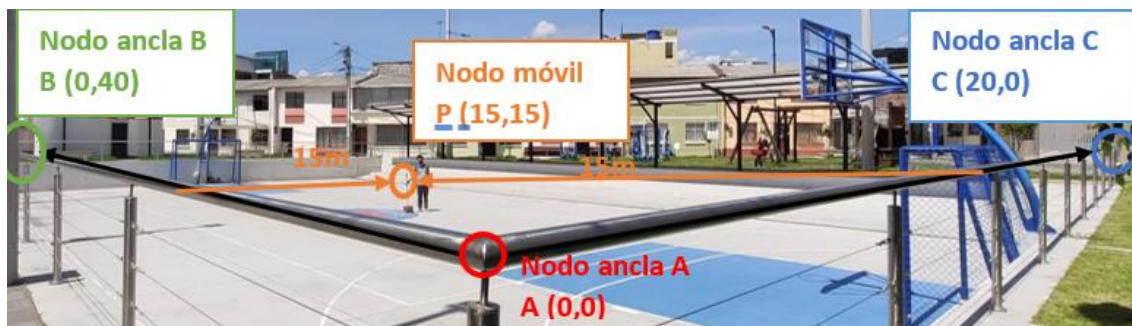 Nodo ancla B
B (0,40)
Nodo móvil
P (15,15)
Nodo ancla C
C (20,0)
15m
15m
Nodo ancla A
A (0,0)